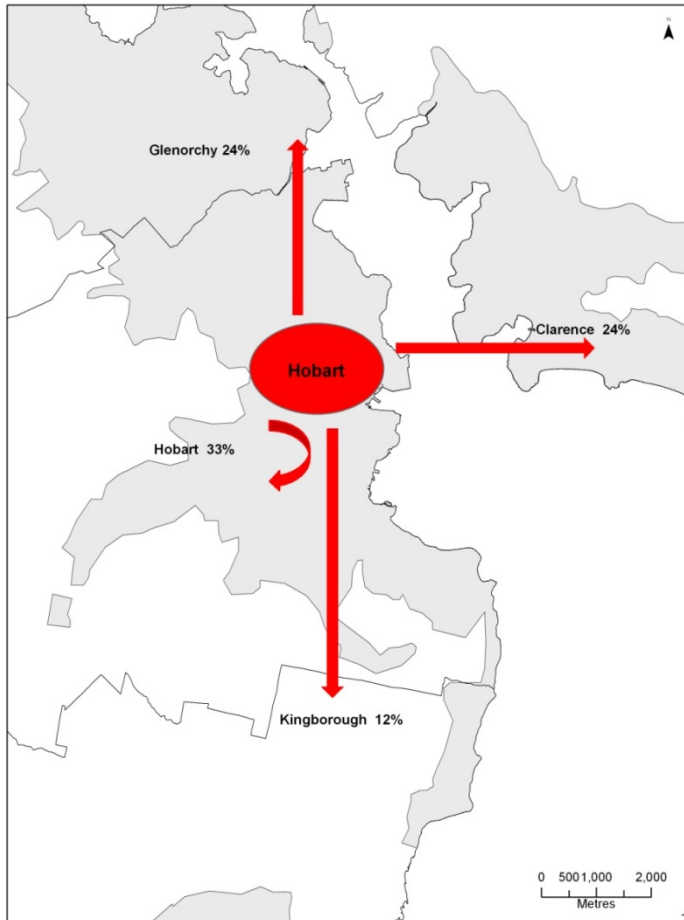 N
Glenorchy 24%
Clarence 24%
Hobart
Hobart 33%
Kingborough 12%
0 500 1,000 2,000
Metres